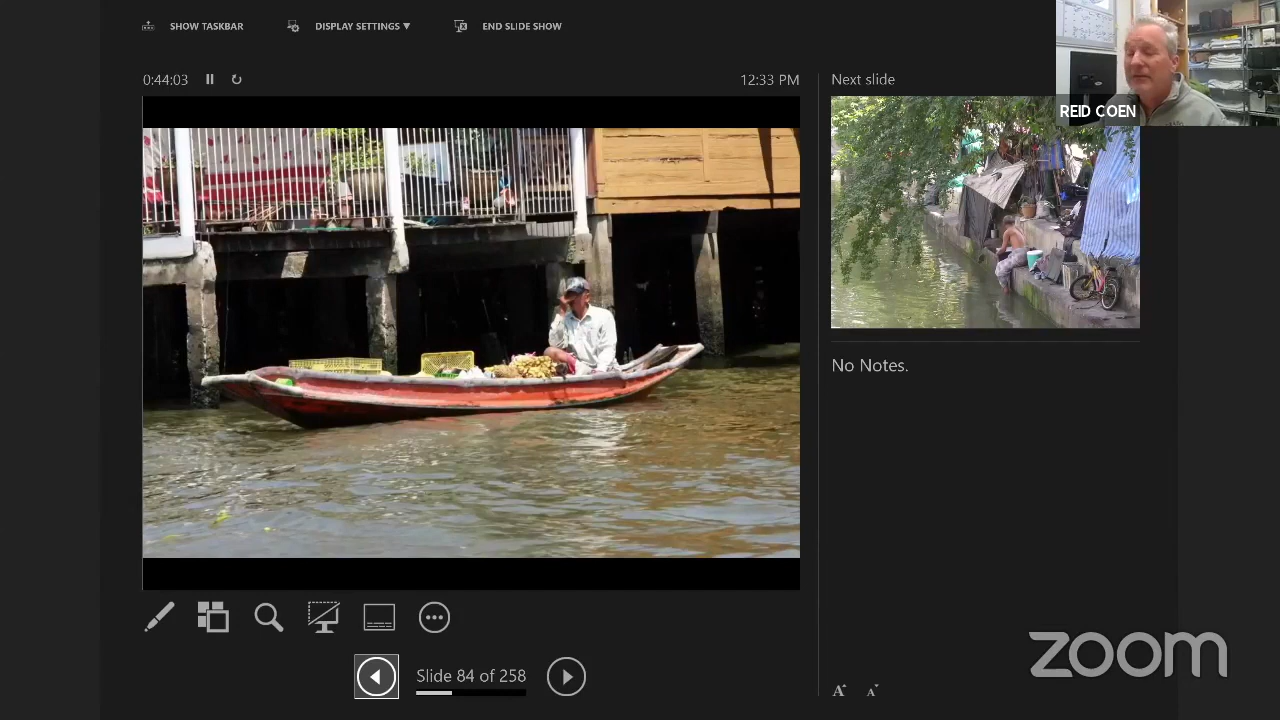 SHOW TASKBAR
DISPLAY SETTINGS ▼
END SLIDE SHOW
0:44:03
12:33 PM
Next slide
REID COEN
No Notes.
Slide 84 of 258
A A
zoom